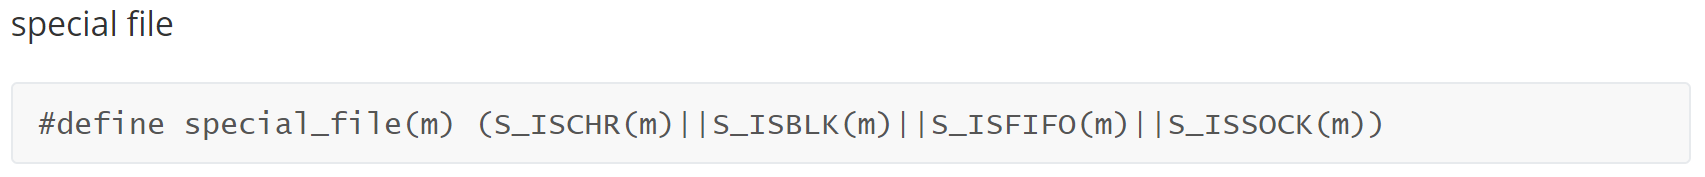 special file
#define special_file(m) (S_ISCHR(m)||S_ISBLK(m)||S_ISFIFO(m)||S_ISSOCK(m))